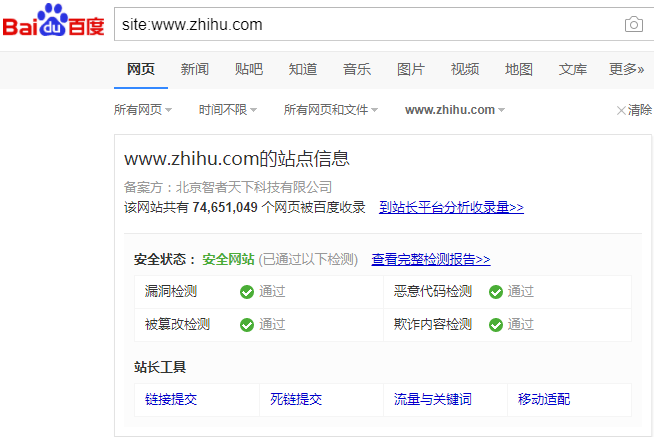 Bai du 百度 site:www.zhihu.com
网页 新闻 贴吧 知道 音乐 图片 视频 地图 文库 更多»
所有网页 时间不限 所有网页和文件 www.zhihu.com ×清除
www.zhihu.com的站点信息
备案方：北京智者天下科技有限公司
该网站共有 74,651,049 个网页被百度收录 到站长平台分析收录量>>
安全状态： 安全网站 (已通过以下检测) 查看完整检测报告>>
漏洞检测 通过 恶意代码检测 通过
被篡改检测 通过 欺诈内容检测 通过
站长工具
链接提交 死链提交 流量与关键词 移动适配